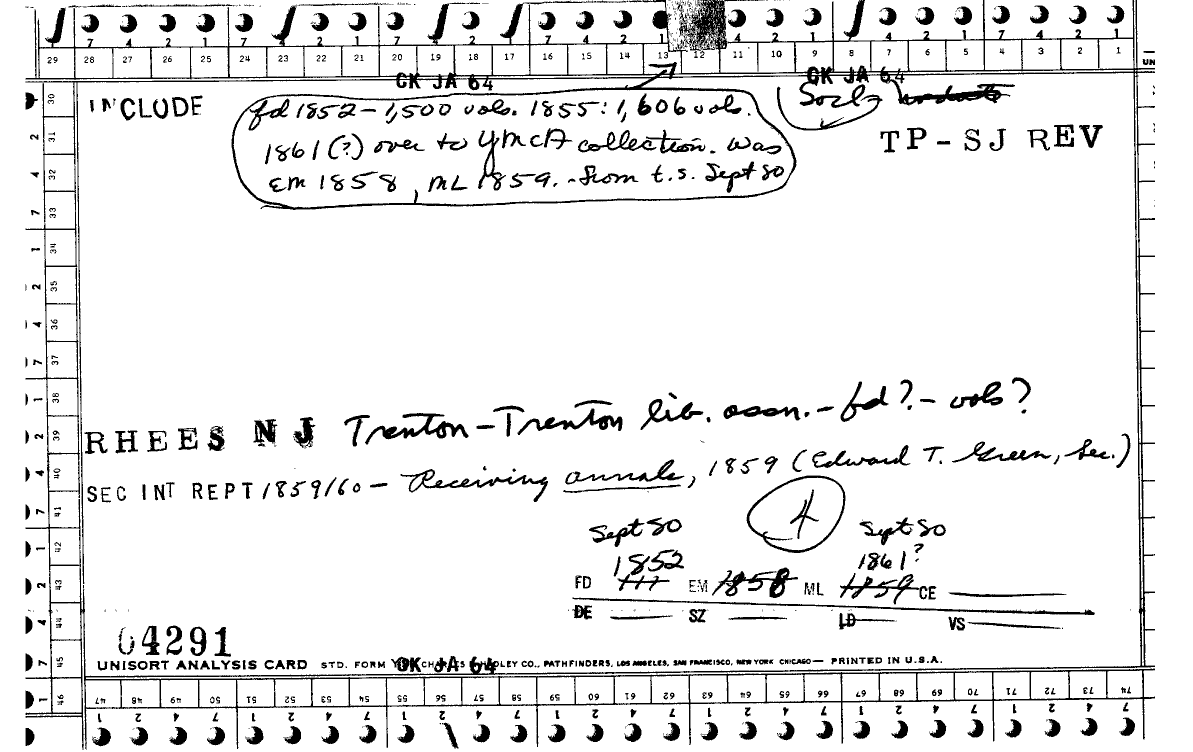 7 4 2 1 7 4 2 1 7 4 2 1 7 4 2 1 4 2 1 7 4 2 1 7 4 2 1
29 28 27 26 25 24 23 22 21 20 19 18 17 16 15 14 13 12 11 10 9 8 7 6 5 4 3 2 1 UN
CK JA 64 CK JA 64
INCLUDE
fd 1852 – 1,500 vols. 1855: 1,606 vols.
1861 (?) over to YMCA collection. was
EM 1858, ML 1859. – from t.s. Sept 80
Socly
TP - SJ REV
RHEES NJ Trenton – Trenton lib. assn. – fd? – vols?
SEC INT REPT 1859/60 – Receiving annals, 1859 (Edward T. Green, Sec.)
4
Sept 80 Sept 80
1852 1861?
FD EM 1858 ML 1859 CE
DE SZ LD VS
04291
UNISORT ANALYSIS CARD STD. FORM CO., PATHFINDERS, LOS ANGELES, SAN FRANCISCO, NEW YORK CHICAGO — PRINTED IN U.S.A.
CK JA 64
30 31 32 33 34 35 36 37 38 39 40 41 42 43 44 45 46
47 48 49 50 51 52 53 54 55 56 57 58 59 60 61 62 63 64 65 66 67 68 69 70 71 72 73 74
1 2 4 7 1 2 4 7 1 2 4 7 1 2 7 1 2 4 7 1 2 4 7 1 2 4 7